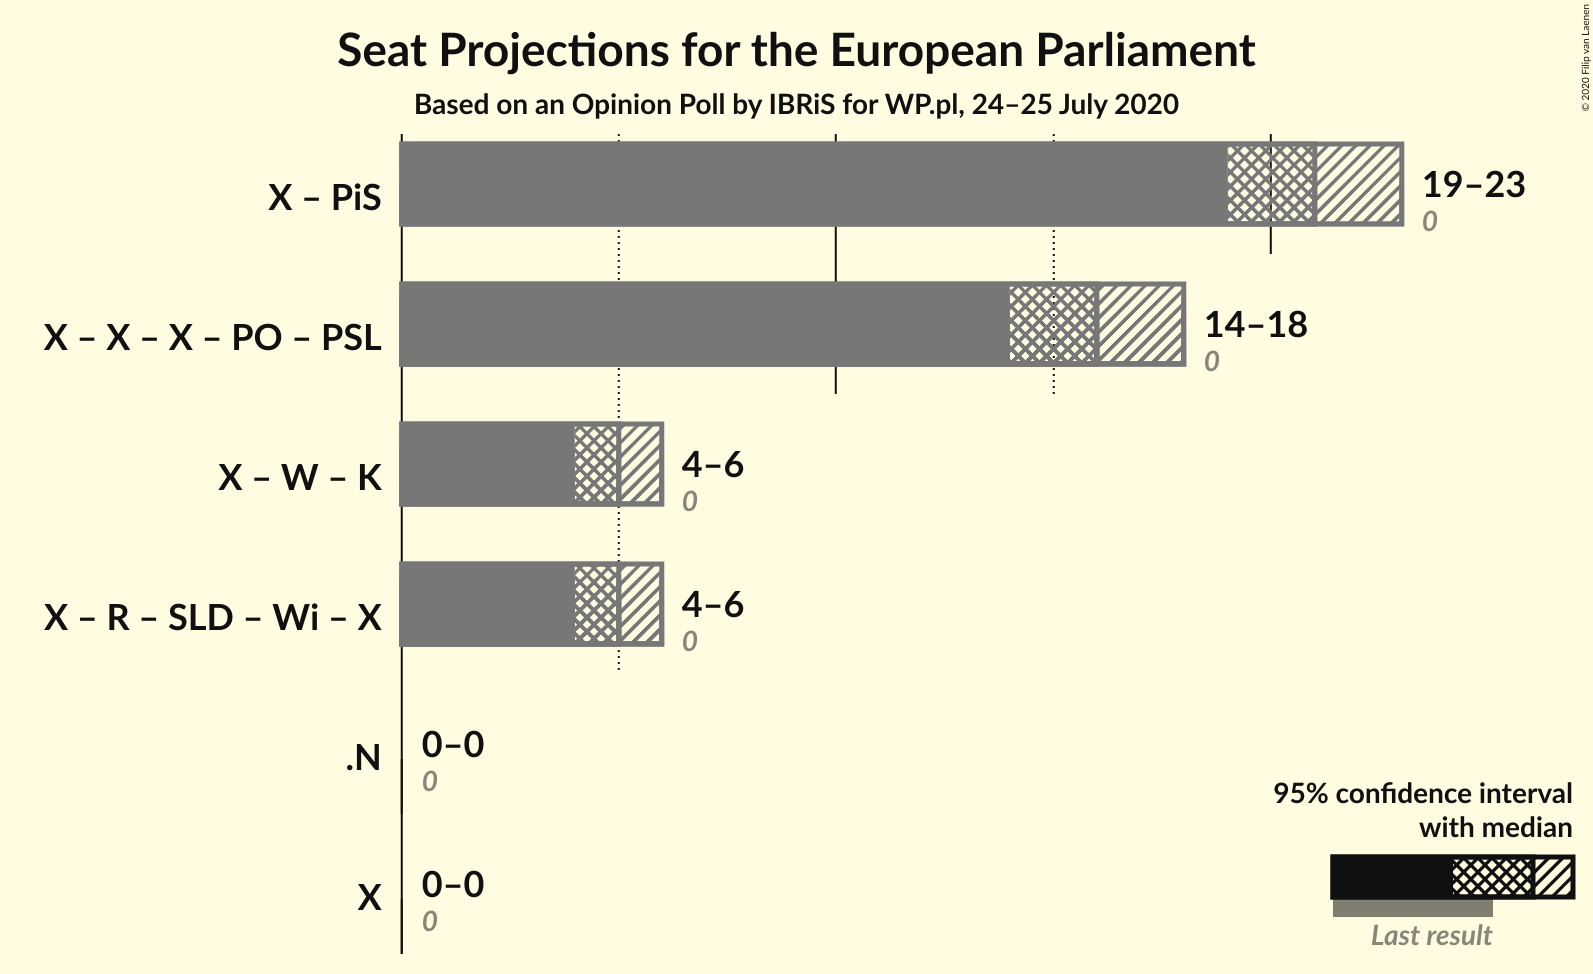 Seat Projections for the European Parliament
Based on an Opinion Poll by IBRiS for WP.pl, 24–25 July 2020
© 2020 Filip van Laenen
X – PiS
19–23
0
X – X – X – PO – PSL
14–18
0
X – W – K
4–6
0
X – R – SLD – Wi – X
4–6
0
.N
0–0
0
X
0–0
0
95% confidence interval
with median
Last result